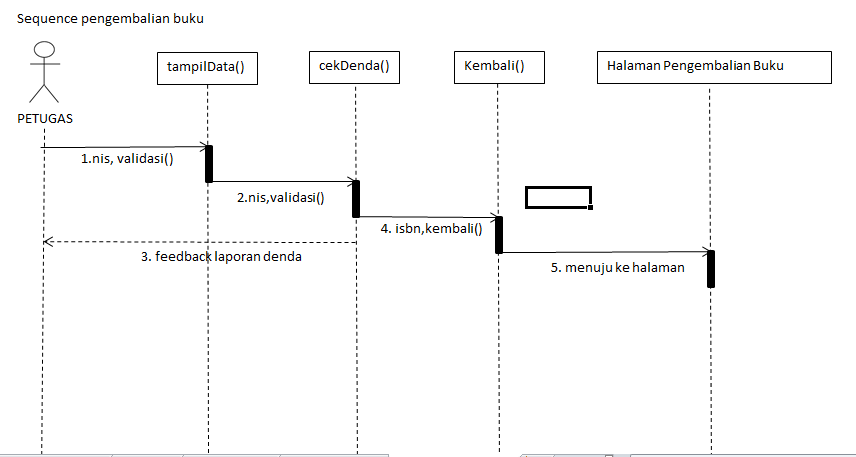 Sequence pengembalian buku
tampilData()
cekDenda()
Kembali()
Halaman Pengembalian Buku
PETUGAS
1.nis, validasi()
2.nis,validasi()
4. isbn,kembali()
3. feedback laporan denda
5. menuju ke halaman